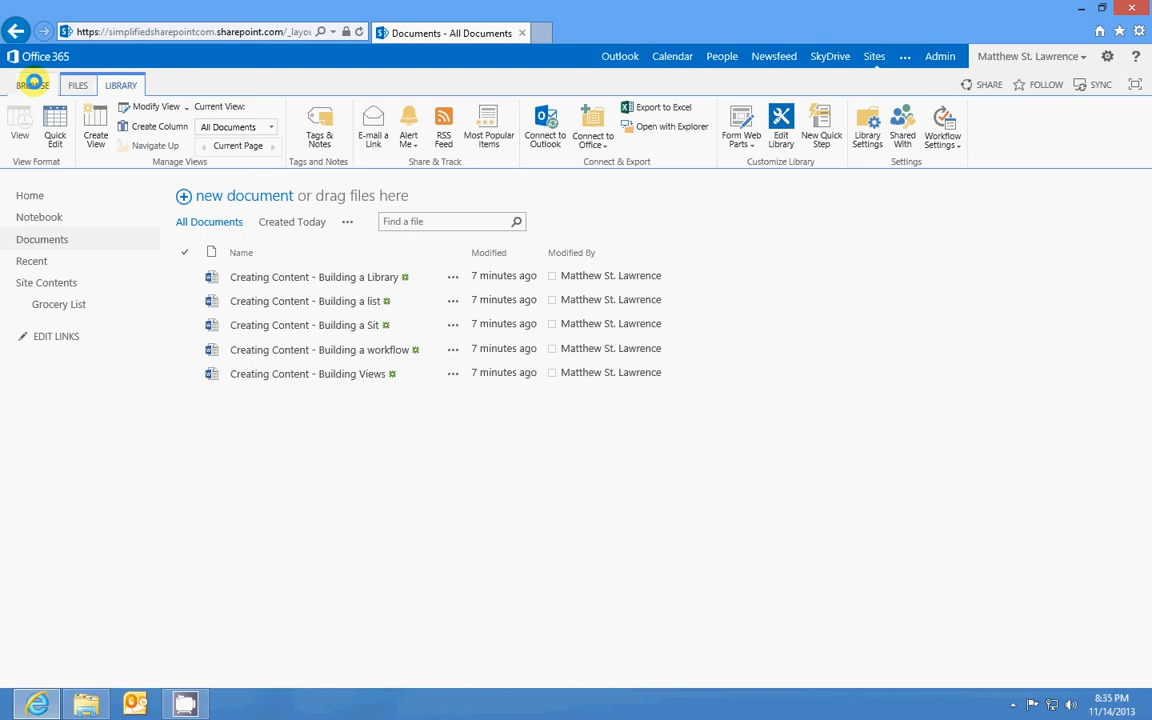 https://simplifiedsharepointcom.sharepoint.com/_layou
Documents - All Documents
Office 365
Outlook Calendar People Newsfeed SkyDrive Sites ... Admin Matthew St. Lawrence ?
BROWSE FILES LIBRARY SHARE FOLLOW SYNC
View
Quick Edit
View Format
Create View
Modify View
Create Column
Navigate Up
Current View:
All Documents
Current Page
Manage Views
Tags & Notes
Tags and Notes
E-mail a Link
Alert Me
RSS Feed
Most Popular Items
Share & Track
Connect to Outlook
Connect to Office
Export to Excel
Open with Explorer
Connect & Export
Form Web Parts
Edit Library
New Quick Step
Customize Library
Library Settings
Shared With
Workflow Settings
Settings
Home
Notebook
Documents
Recent
Site Contents
Grocery List
EDIT LINKS
new document or drag files here
All Documents Created Today ... Find a file
Name Modified Modified By
Creating Content - Building a Library ... 7 minutes ago Matthew St. Lawrence
Creating Content - Building a list ... 7 minutes ago Matthew St. Lawrence
Creating Content - Building a Sit ... 7 minutes ago Matthew St. Lawrence
Creating Content - Building a workflow ... 7 minutes ago Matthew St. Lawrence
Creating Content - Building Views ... 7 minutes ago Matthew St. Lawrence
8:35 PM
11/14/2013